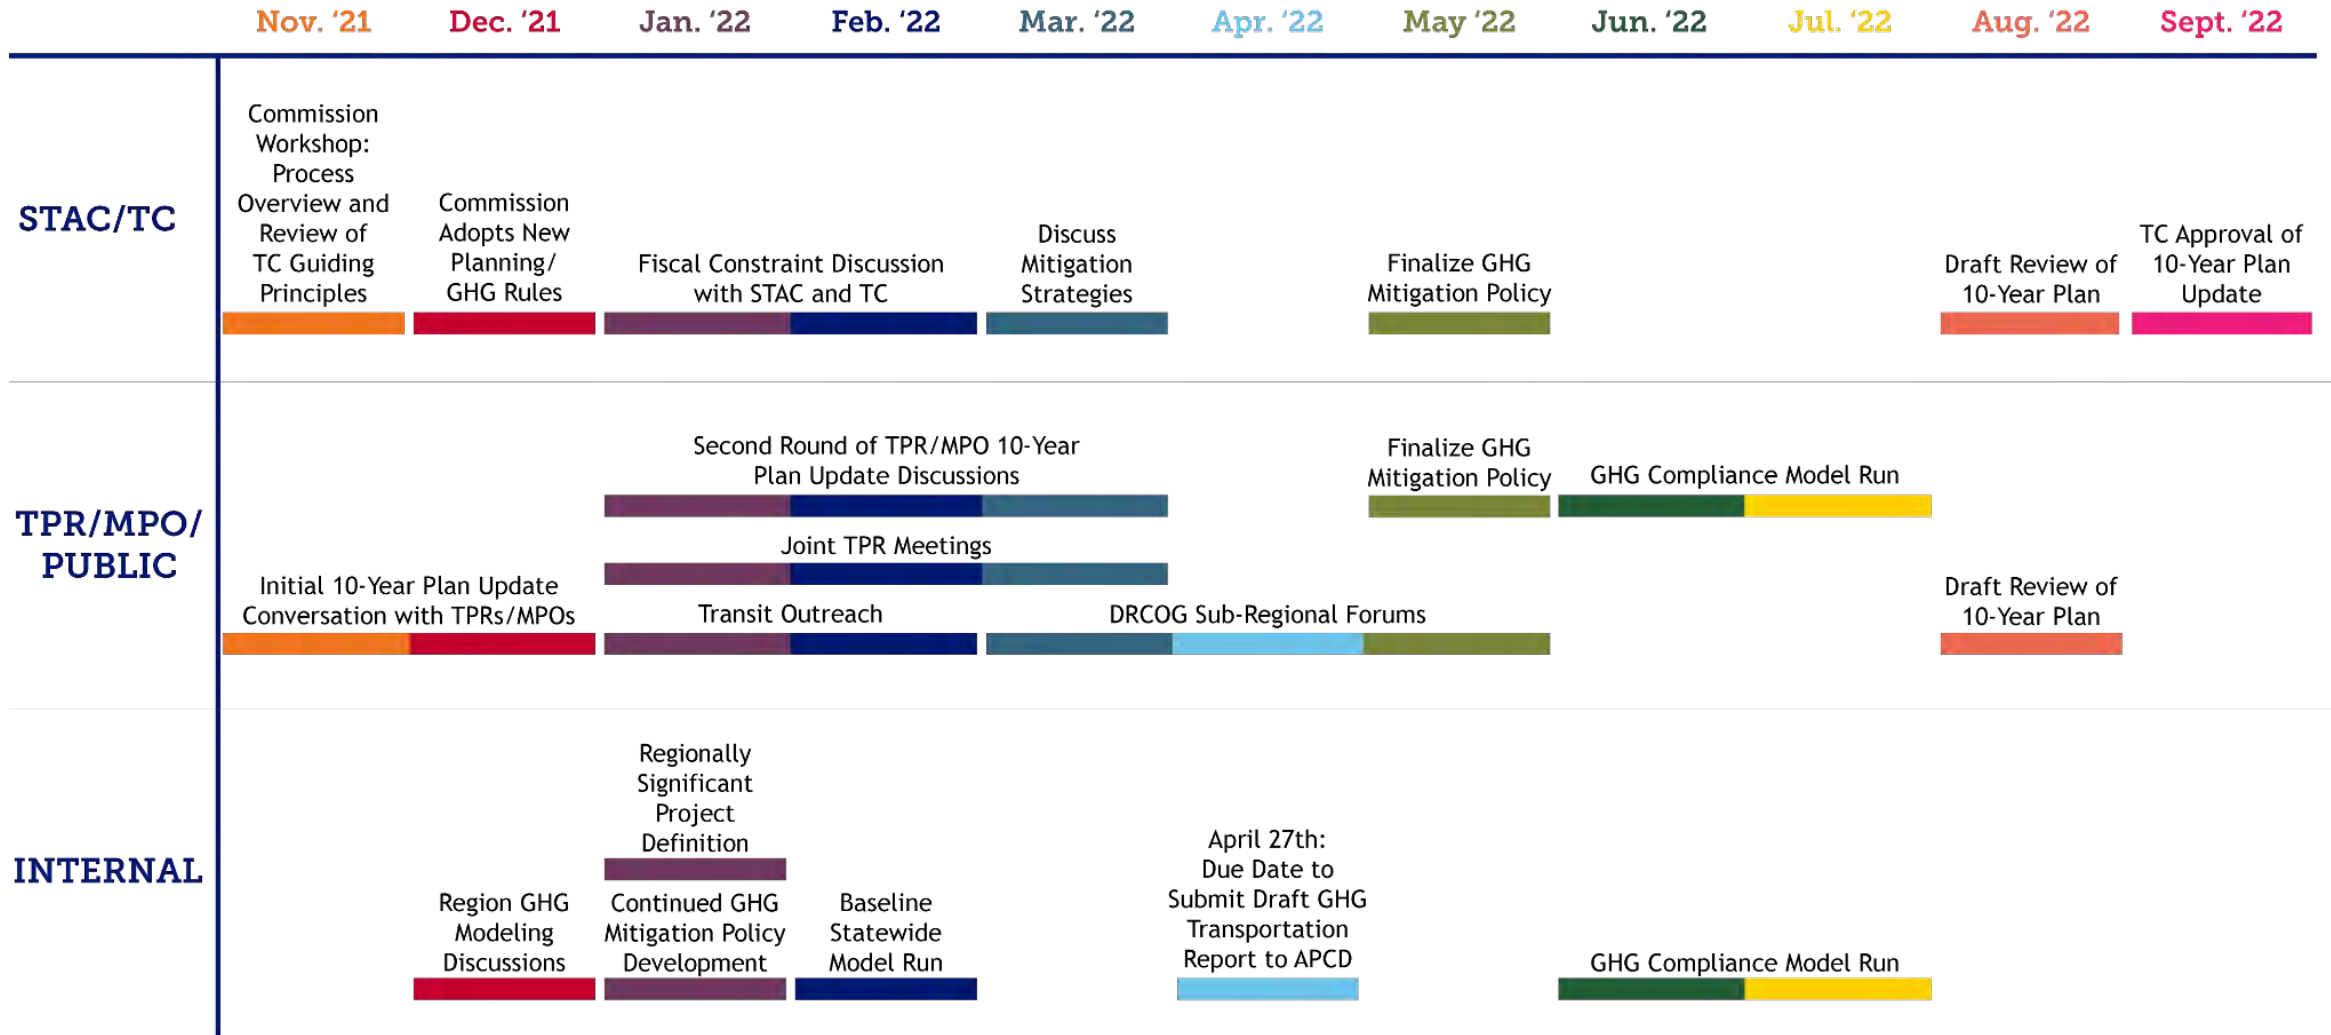 Nov. ‘21
Dec. ‘21
Jan. ‘22
Feb. ‘22
Mar. ‘22
Apr. ‘22
May ‘22
Jun. ‘22
Jul. ‘22
Aug. ‘22
Sept. ‘22
STAC/TC
Commission
Workshop:
Process
Overview and
Review of
TC Guiding
Principles
Commission
Adopts New
Planning/
GHG Rules
Fiscal Constraint Discussion
with STAC and TC
Discuss
Mitigation
Strategies
Finalize GHG
Mitigation Policy
Draft Review of
10-Year Plan
TC Approval of
10-Year Plan
Update
TPR/MPO/
PUBLIC
Second Round of TPR/MPO 10-Year
Plan Update Discussions
Finalize GHG
Mitigation Policy
GHG Compliance Model Run
Joint TPR Meetings
Initial 10-Year Plan Update
Conversation with TPRs/MPOs
Transit Outreach
DRCOG Sub-Regional Forums
Draft Review of
10-Year Plan
INTERNAL
Regionally
Significant
Project
Definition
Region GHG
Modeling
Discussions
Continued GHG
Mitigation Policy
Development
Baseline
Statewide
Model Run
April 27th:
Due Date to
Submit Draft GHG
Transportation
Report to APCD
GHG Compliance Model Run